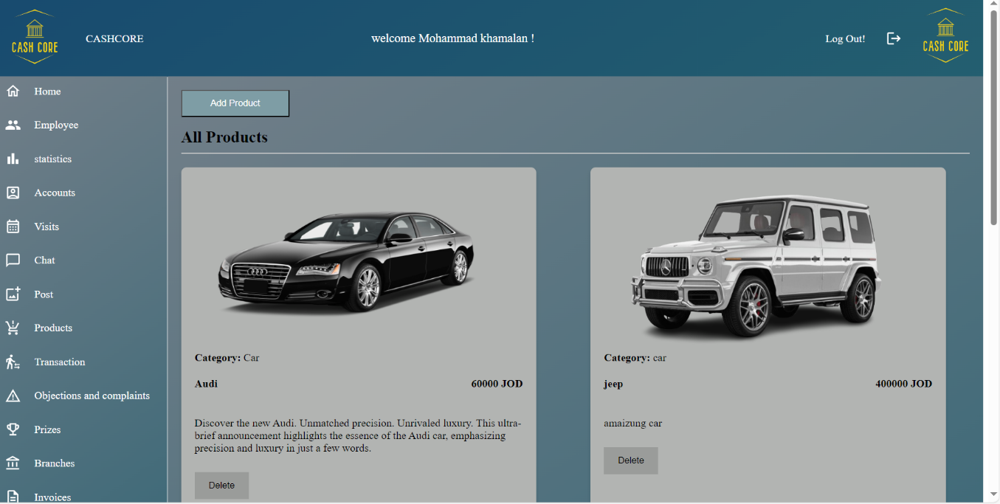 CASH CORE
CASHCORE
welcome Mohammad khamalan !
Log Out!
CASH CORE
Home
Employee
statistics
Accounts
Visits
Chat
Post
Products
Transaction
Objections and complaints
Prizes
Branches
Invoices
Add Product
All Products
Category: Car
Audi 60000 JOD
Discover the new Audi. Unmatched precision. Unrivaled luxury. This ultra-
brief announcement highlights the essence of the Audi car, emphasizing
precision and luxury in just a few words.
Delete
Category: car
jeep 400000 JOD
amaizung car
Delete